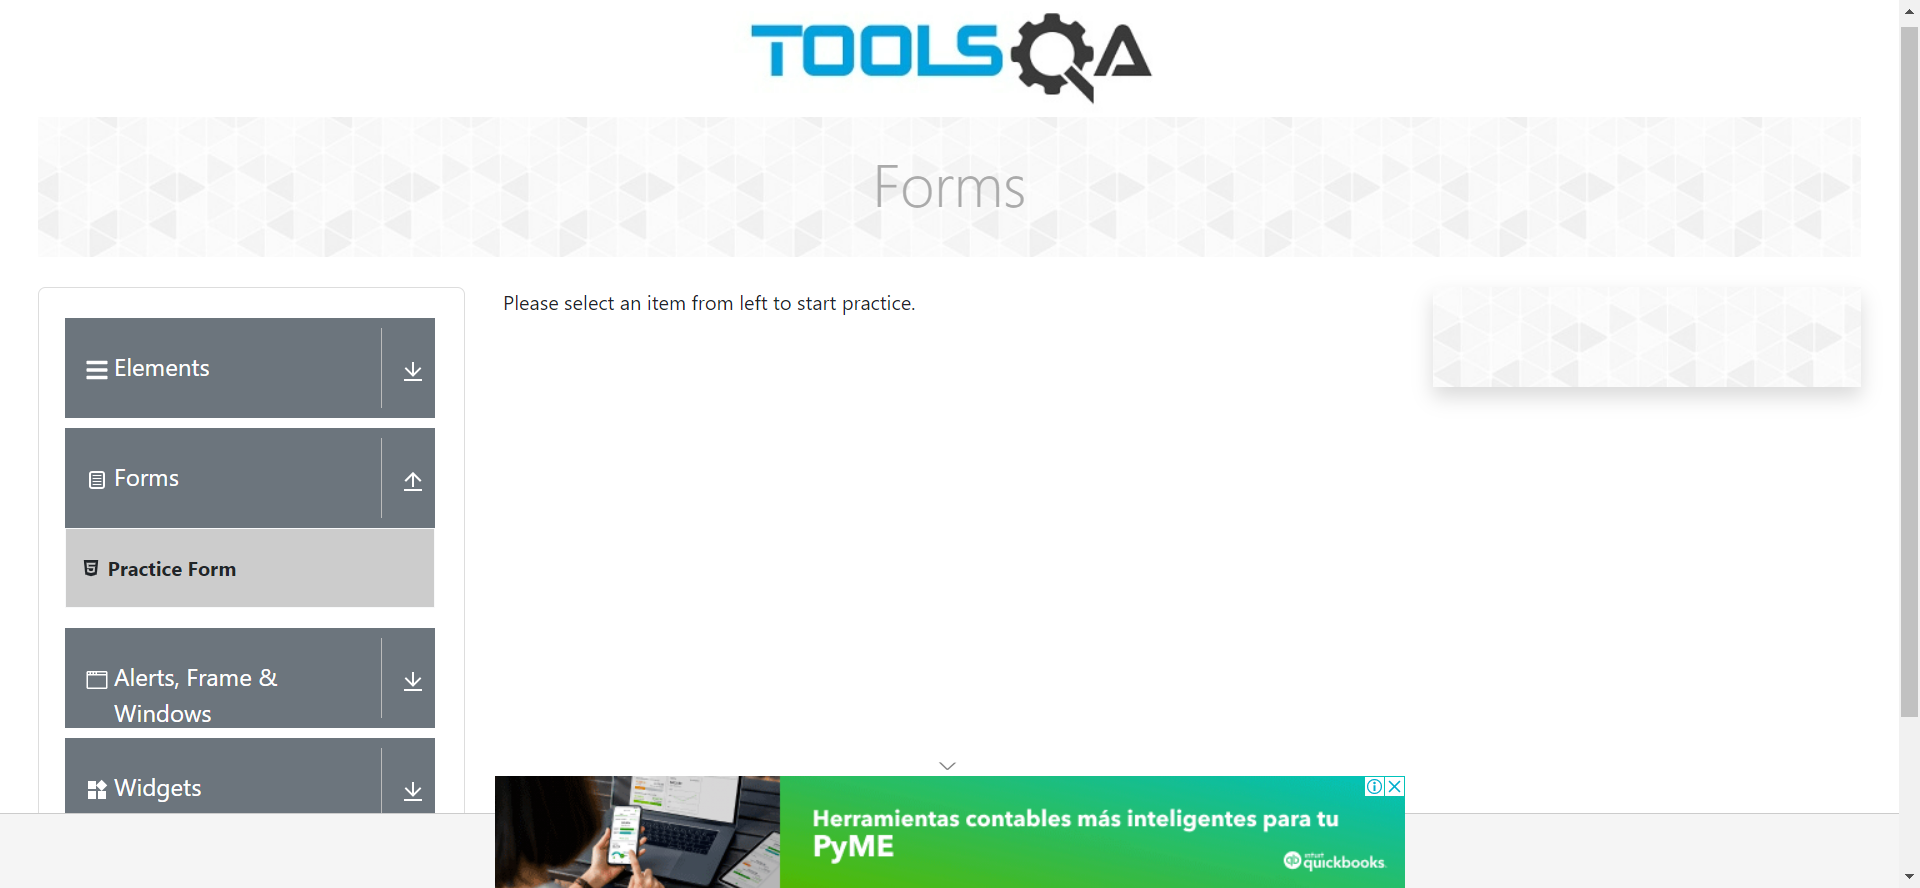 TOOLSQA
Forms
Please select an item from left to start practice.
Elements
Forms
Practice Form
Alerts, Frame &
Windows
Widgets
Herramientas contables más inteligentes para tu
PyME
intuit
quickbooks.